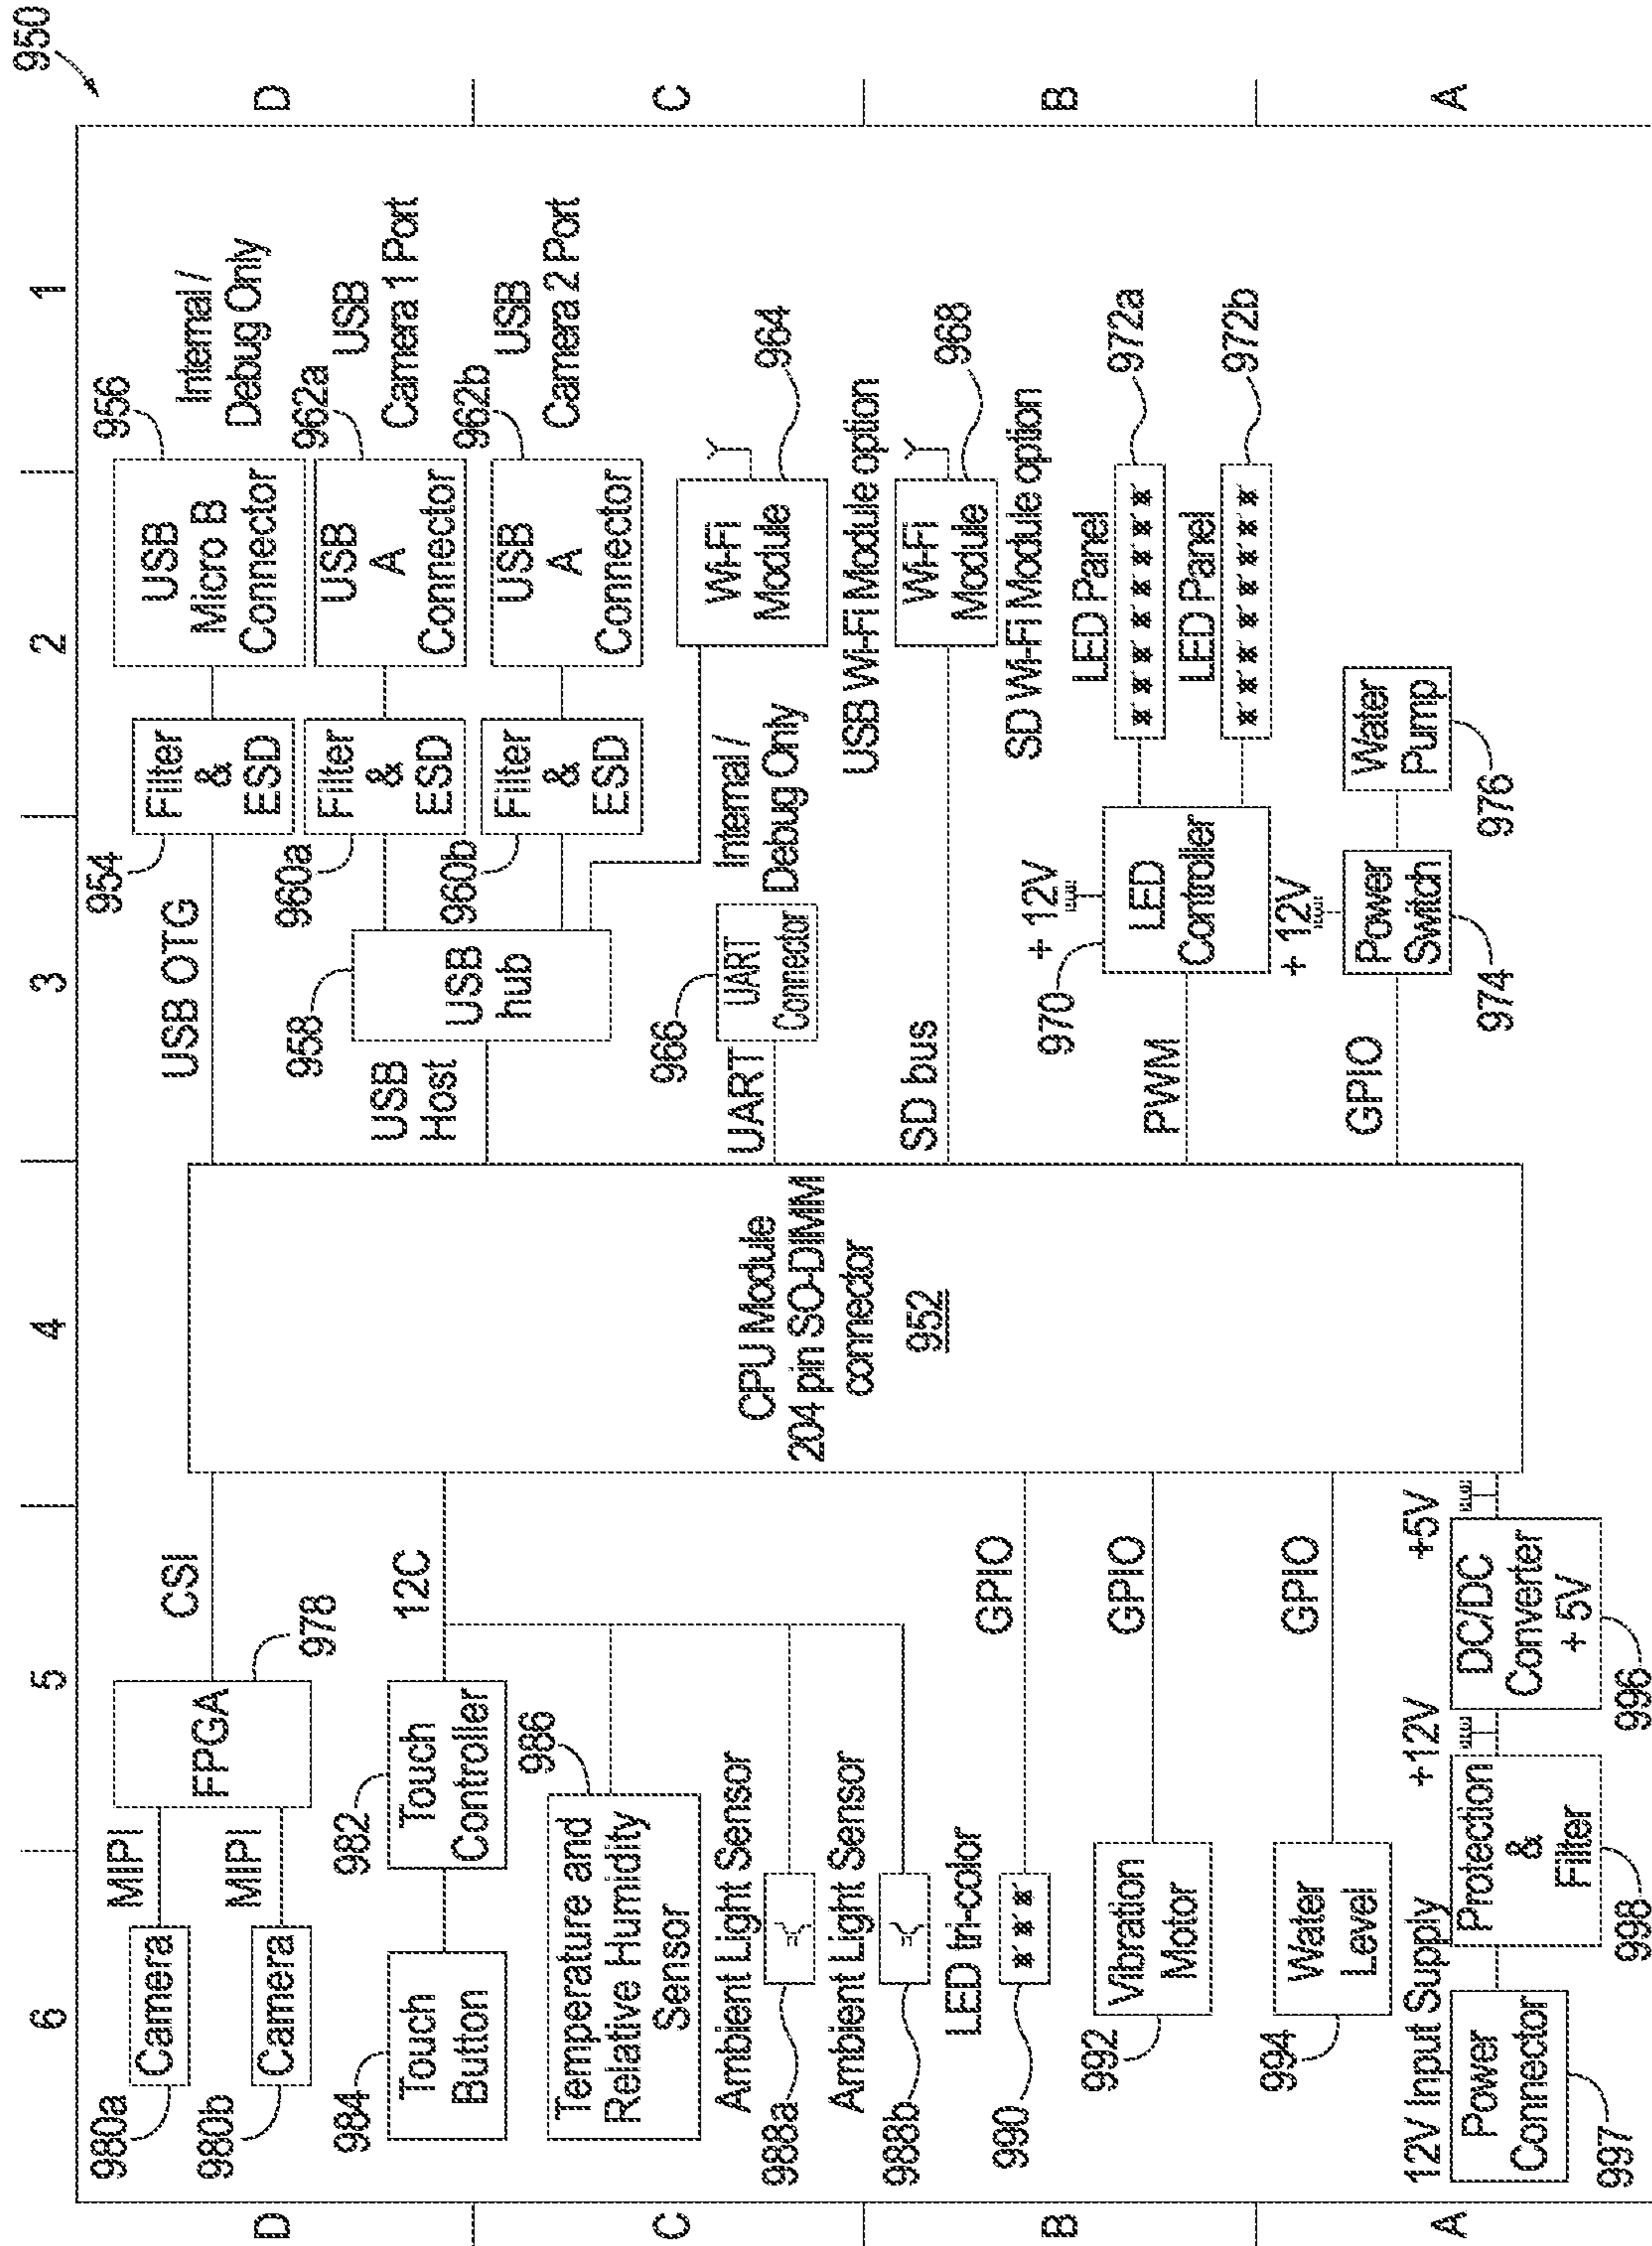 950
6
5
4
3
2
1
D
C
B
A
D
C
B
A
980a
Camera
MIPI
980b
Camera
MIPI
FPGA
978
CSI
984
Touch
Button
982
Touch
Controller
12C
986
Temperature and
Relative Humidity
Sensor
Ambient Light Sensor
988a
Ambient Light Sensor
988b
LED tri-color
990
GPIO
992
Vibration
Motor
GPIO
994
Water
Level
GPIO
12V Input Supply
Power
Connector
997
Protection
&
Filter
998
+12V
DC/DC
Converter
+ 5V
996
+5V
CPU Module
204 pin SO-DIMM
connector
952
USB OTG
954
Filter
&
ESD
956
USB
Micro B
Connector
Internal /
Debug Only
USB
Host
958
USB
hub
960a
Filter
&
ESD
962a
USB
A
Connector
USB
Camera 1 Port
960b
Filter
&
ESD
962b
USB
A
Connector
USB
Camera 2 Port
Wi-Fi
Module
964
USB Wi-Fi Module option
UART
966
UART
Connector
Internal /
Debug Only
SD bus
Wi-Fi
Module
968
SD Wi-Fi Module option
PWM
970
+ 12V
LED
Controller
LED Panel
972a
LED Panel
972b
GPIO
+ 12V
Power
Switch
974
Water
Pump
976